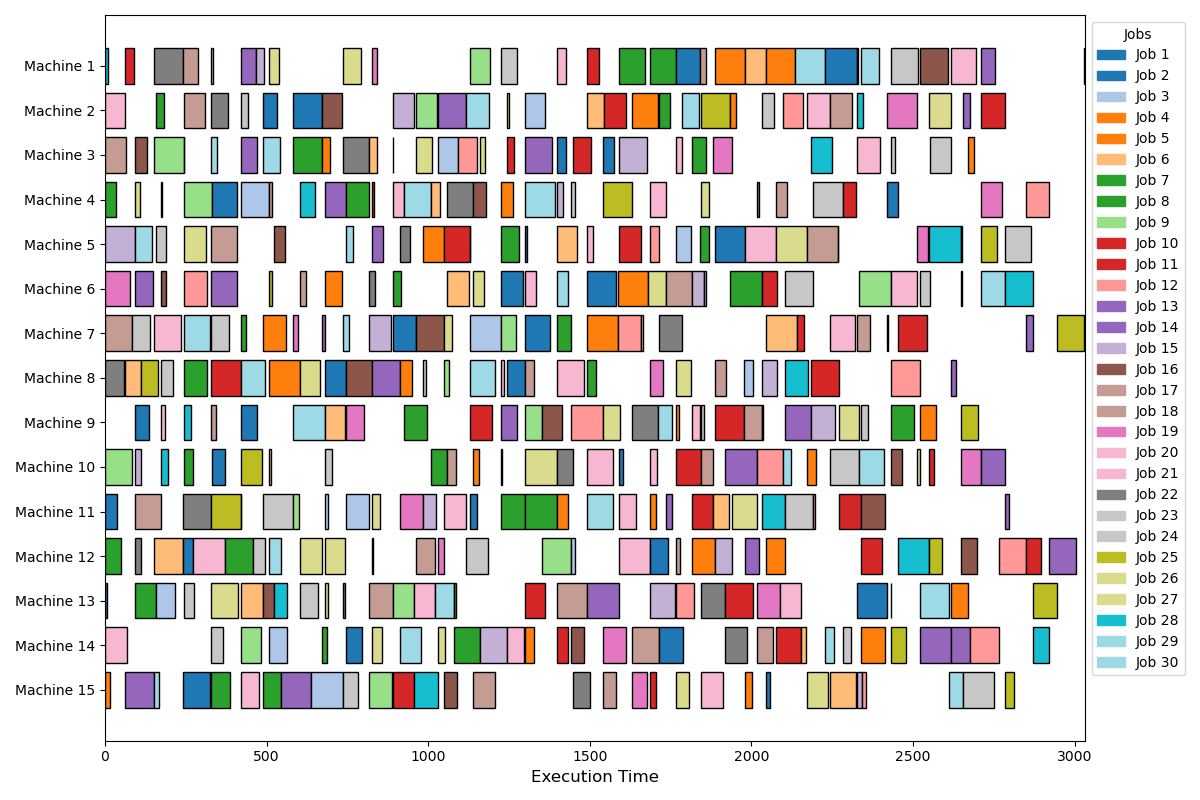 Machine 1
Machine 2
Machine 3
Machine 4
Machine 5
Machine 6
Machine 7
Machine 8
Machine 9
Machine 10
Machine 11
Machine 12
Machine 13
Machine 14
Machine 15
0
500
1000
1500
2000
2500
3000
Execution Time
Jobs
Job 1
Job 2
Job 3
Job 4
Job 5
Job 6
Job 7
Job 8
Job 9
Job 10
Job 11
Job 12
Job 13
Job 14
Job 15
Job 16
Job 17
Job 18
Job 19
Job 20
Job 21
Job 22
Job 23
Job 24
Job 25
Job 26
Job 27
Job 28
Job 29
Job 30